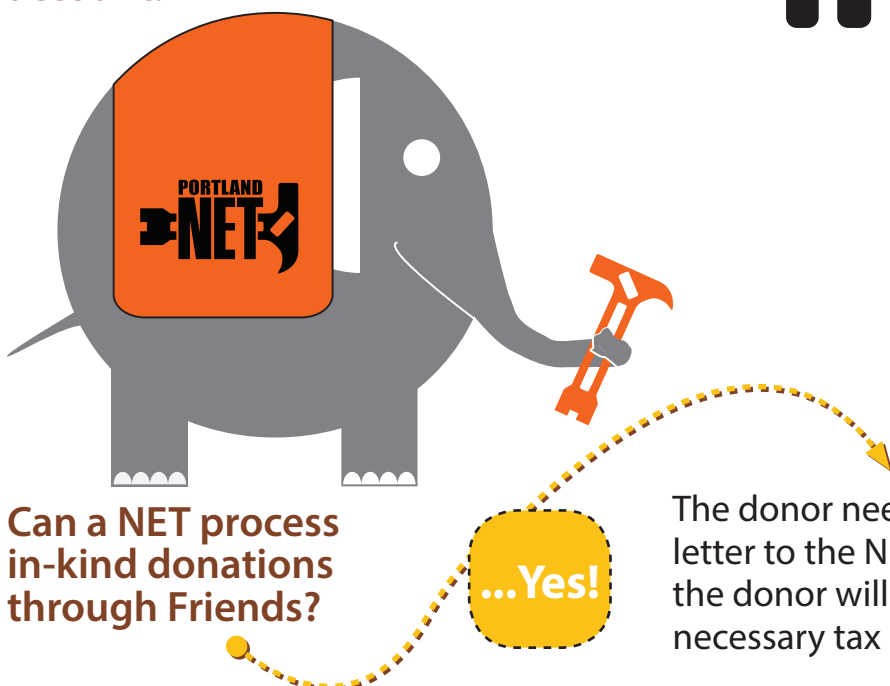 PORTLAND
NET
Can a NET process
in-kind donations
through Friends?
...Yes!
The donor
letter to the
the donor will
necessary tax